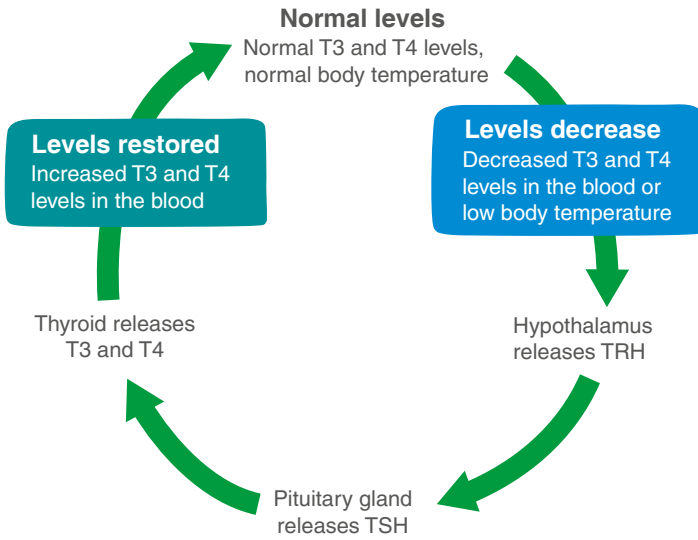 Normal levels
Normal T3 and T4 levels,
normal body temperature
Levels decrease
Decreased T3 and T4
levels in the blood or
low body temperature
Hypothalamus
releases TRH
Pituitary gland
releases TSH
Thyroid releases
T3 and T4
Levels restored
Increased T3 and T4
levels in the blood